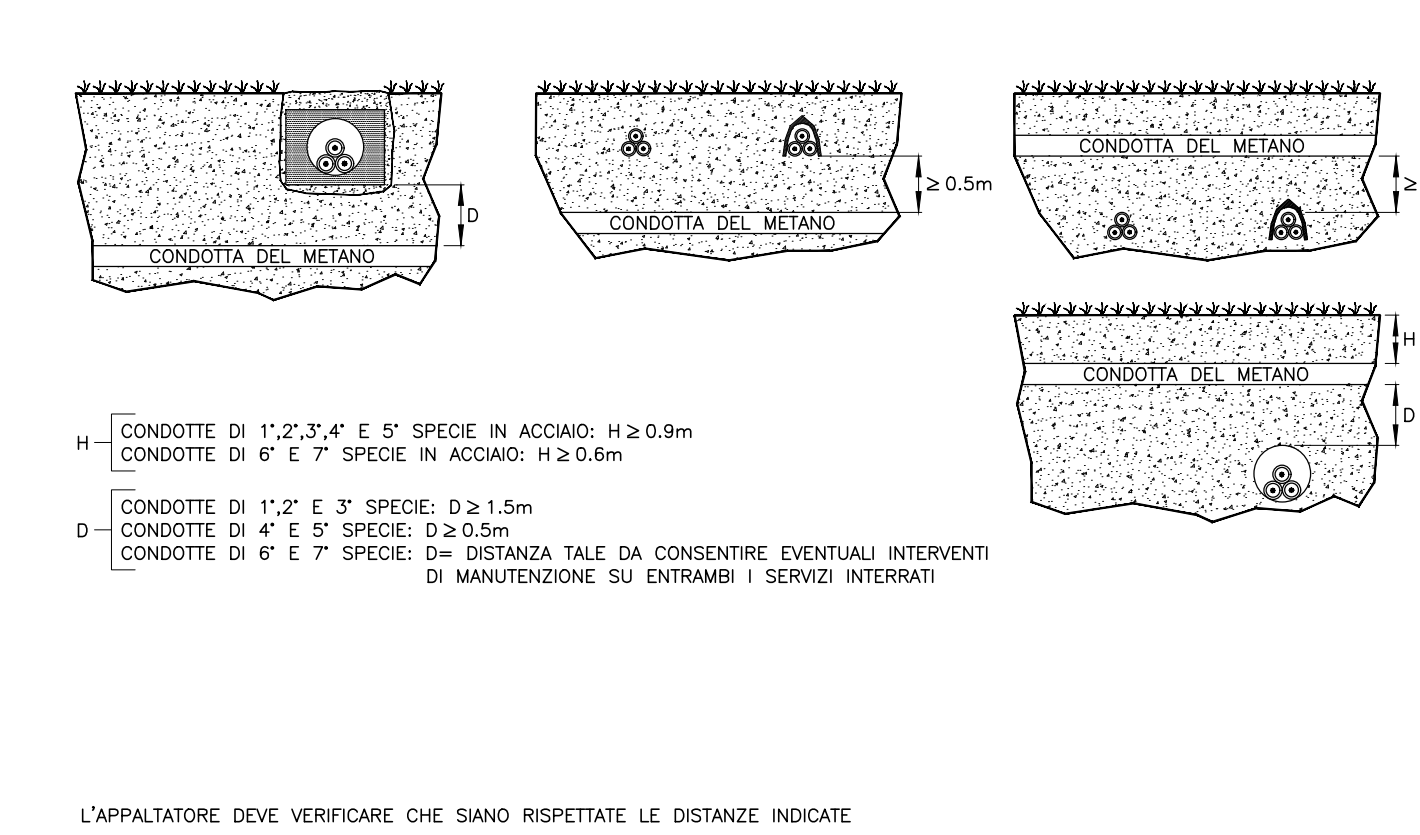 D
CONDOTTA DEL METANO
≥ 0.5m
CONDOTTA DEL METANO
CONDOTTA DEL METANO
≥
H
CONDOTTA DEL METANO
D
H
CONDOTTE DI 1°,2°,3°,4° E 5° SPECIE IN ACCIAIO: H ≥ 0.9m
CONDOTTE DI 6° E 7° SPECIE IN ACCIAIO: H ≥ 0.6m
D
CONDOTTE DI 1°,2° E 3° SPECIE: D ≥ 1.5m
CONDOTTE DI 4° E 5° SPECIE: D ≥ 0.5m
CONDOTTE DI 6° E 7° SPECIE: D= DISTANZA TALE DA CONSENTIRE EVENTUALI INTERVENTI
DI MANUTENZIONE SU ENTRAMBI I SERVIZI INTERRATI
L'APPALTATORE DEVE VERIFICARE CHE SIANO RISPETTATE LE DISTANZE INDICATE